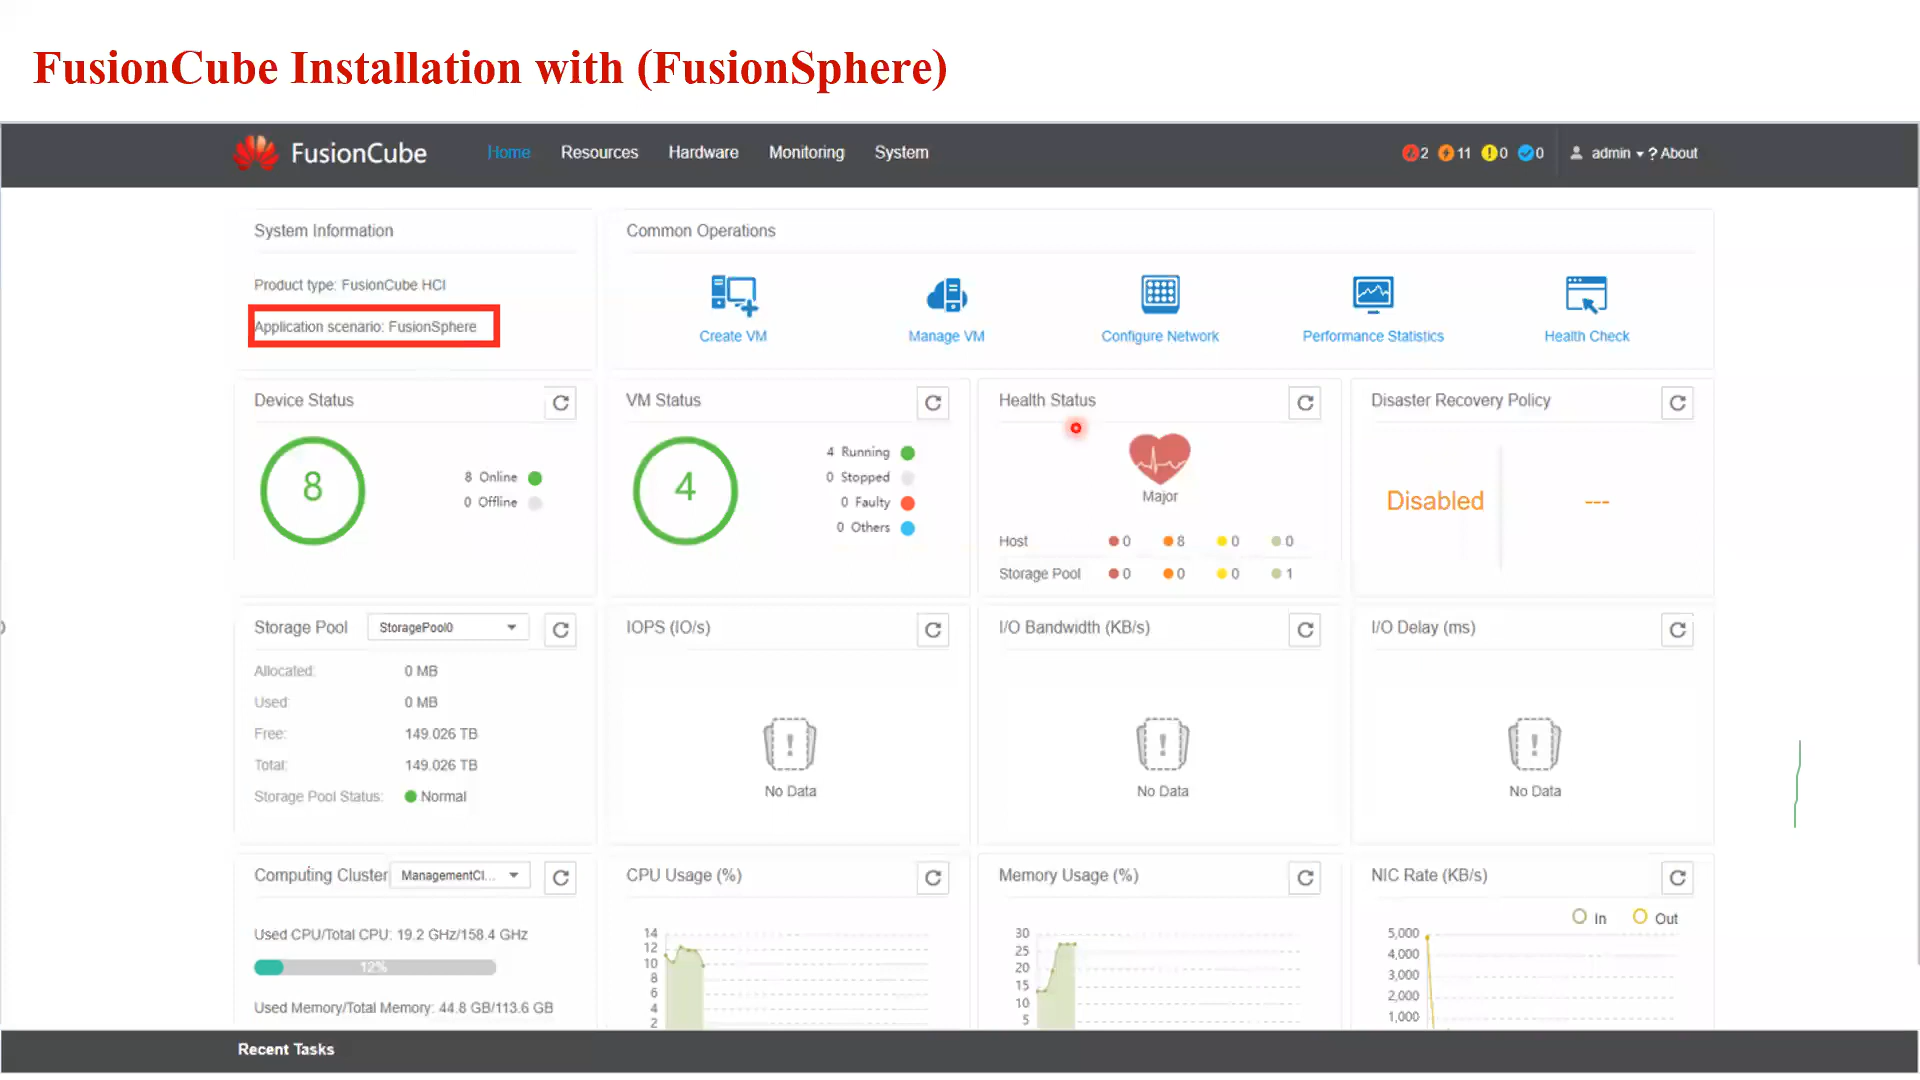 FusionCube Installation with (FusionSphere)
FusionCube Home Resources Hardware Monitoring System 2 11 0 0 admin ? About
System Information
Product type: FusionCube HCI
Application scenario: FusionSphere
Common Operations
Create VM Manage VM Configure Network Performance Statistics Health Check
Device Status
8
8 Online
0 Offline
VM Status
4
4 Running
0 Stopped
0 Faulty
0 Others
Health Status
Major
Host 0 8 0 0
Storage Pool 0 0 0 1
Disaster Recovery Policy
Disabled ---
Storage Pool StoragePool0
Allocated: 0 MB
Used: 0 MB
Free: 149.026 TB
Total: 149.026 TB
Storage Pool Status: Normal
IOPS (IO/s)
No Data
I/O Bandwidth (KB/s)
No Data
I/O Delay (ms)
No Data
Computing Cluster ManagementCl...
Used CPU/Total CPU: 19.2 GHz/158.4 GHz
12%
Used Memory/Total Memory: 44.8 GB/113.6 GB
CPU Usage (%)
14
12
10
8
6
4
2
Memory Usage (%)
30
25
20
15
10
5
NIC Rate (KB/s)
In Out
5,000
4,000
3,000
2,000
1,000
Recent Tasks